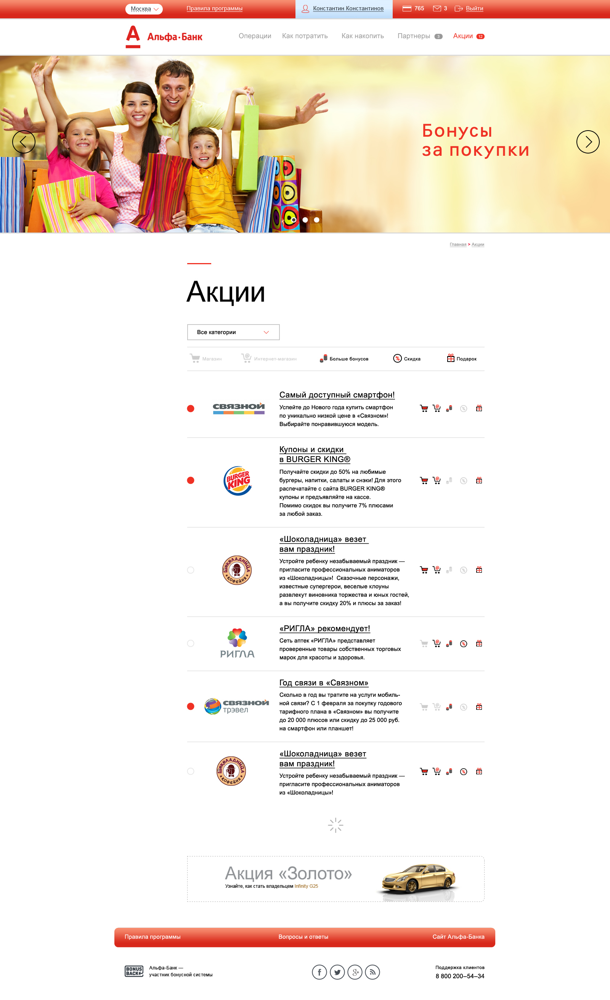 Москва
Правила программы
Константин Константинов
765
3
Выйти
Альфа·Банк
Операции
Как потратить
Как накопить
Партнеры 3
Акции 12
Бонусы
за покупки
Главная > Акции
Акции
Все категории
Магазин
Интернет-магазин
Больше бонусов
Скидка
Подарок
СВЯЗНОЙ
Самый доступный смартфон!
Успейте до Нового года купить смартфон
по уникально низкой цене в «Связном»!
Выбирайте понравившуюся модель.
BURGER
KING
Купоны и скидки
в BURGER KING®
Получайте скидки до 50% на любимые
бургеры, напитки, салаты и снэки! Для этого
распечатайте с сайта BURGER KING®
купоны и предъявляйте на кассе.
Помимо скидок вы получите 7% плюсами
за любой заказ.
ШОКОЛАДНИЦА
КОФЕЙНЯ
«Шоколадница» везет
вам праздник!
Устройте ребенку незабываемый праздник —
пригласите профессиональных аниматоров
из «Шоколадницы»! Сказочные персонажи,
известные супергерои, веселые клоуны
развлекут виновника торжества и юных гостей,
а вы получите скидку 20% и плюсы за заказ!
РИГЛА
«РИГЛА» рекомендует!
Сеть аптек «РИГЛА» представляет
проверенные товары собственных торговых
марок для красоты и здоровья.
СВЯЗНОЙ
трэвел
Год связи в «Связном»
Сколько в год вы тратите на услуги мобиль-
ной связи? С 1 февраля за покупку годового
тарифного плана в «Связном» вы получите
до 20 000 плюсов или скидку до 25 000 руб.
на смартфон или планшет!
ШОКОЛАДНИЦА
КОФЕЙНЯ
«Шоколадница» везет
вам праздник!
Устройте ребенку незабываемый праздник —
пригласите профессиональных аниматоров
из «Шоколадницы»!
Акция «Золото»
Узнайте, как стать владельцем Infinity G25
Правила программы
Вопросы и ответы
Сайт Альфа-Банка
BONUS
BACK
Альфа-Банк —
участник бонусной системы
Поддержка клиентов
8 800 200–54–34